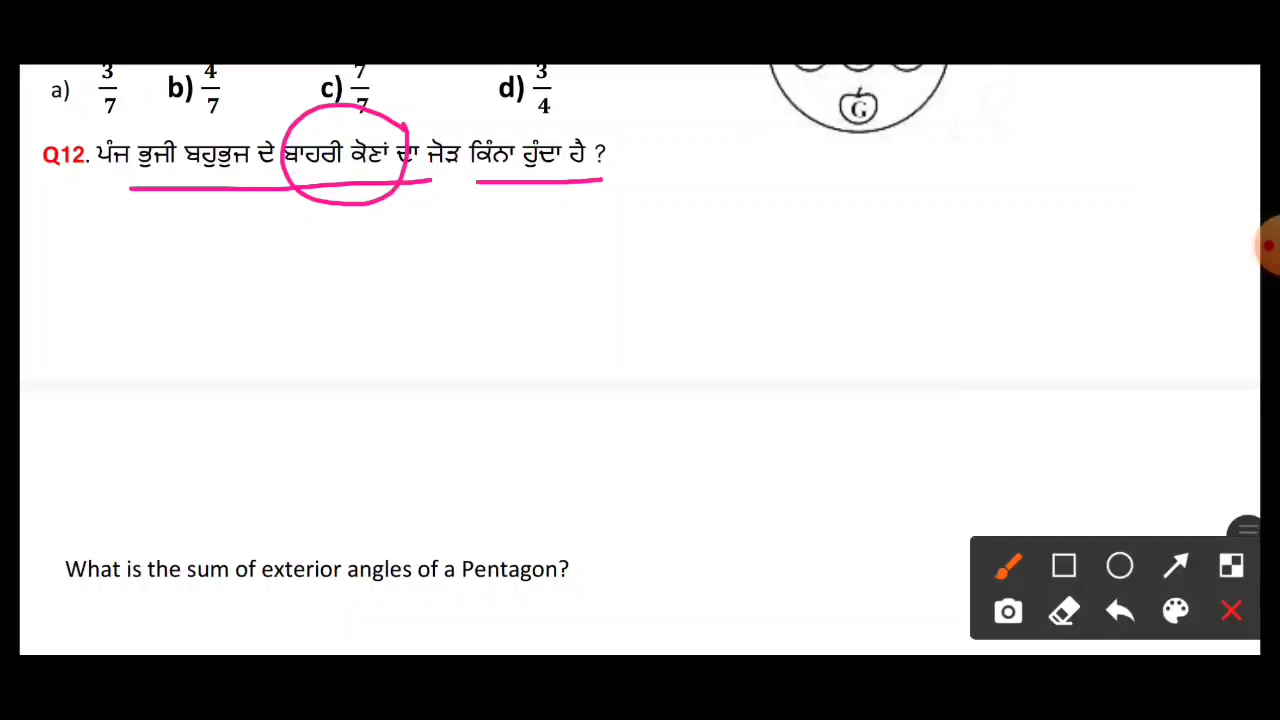 a) 3/7 b) 4/7 c) 7/7 d) 3/4
G
Q12. ਪੰਜ ਭੁਜੀ ਬਹੁਭੁਜ ਦੇ ਬਾਹਰੀ ਕੋਣਾਂ ਦਾ ਜੋੜ ਕਿੰਨਾ ਹੁੰਦਾ ਹੈ ?
What is the sum of exterior angles of a Pentagon?